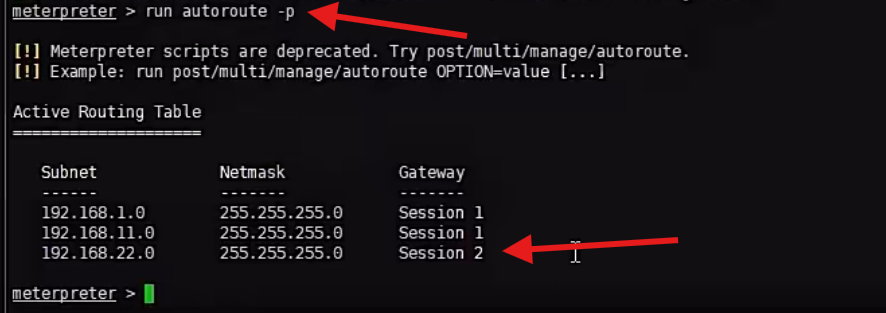 meterpreter > run autoroute -p
[!] Meterpreter scripts are deprecated. Try post/multi/manage/autoroute.
[!] Example: run post/multi/manage/autoroute OPTION=value [...]
Active Routing Table
====================
Subnet Netmask Gateway
------ ------- -------
192.168.1.0 255.255.255.0 Session 1
192.168.11.0 255.255.255.0 Session 1
192.168.22.0 255.255.255.0 Session 2
meterpreter >